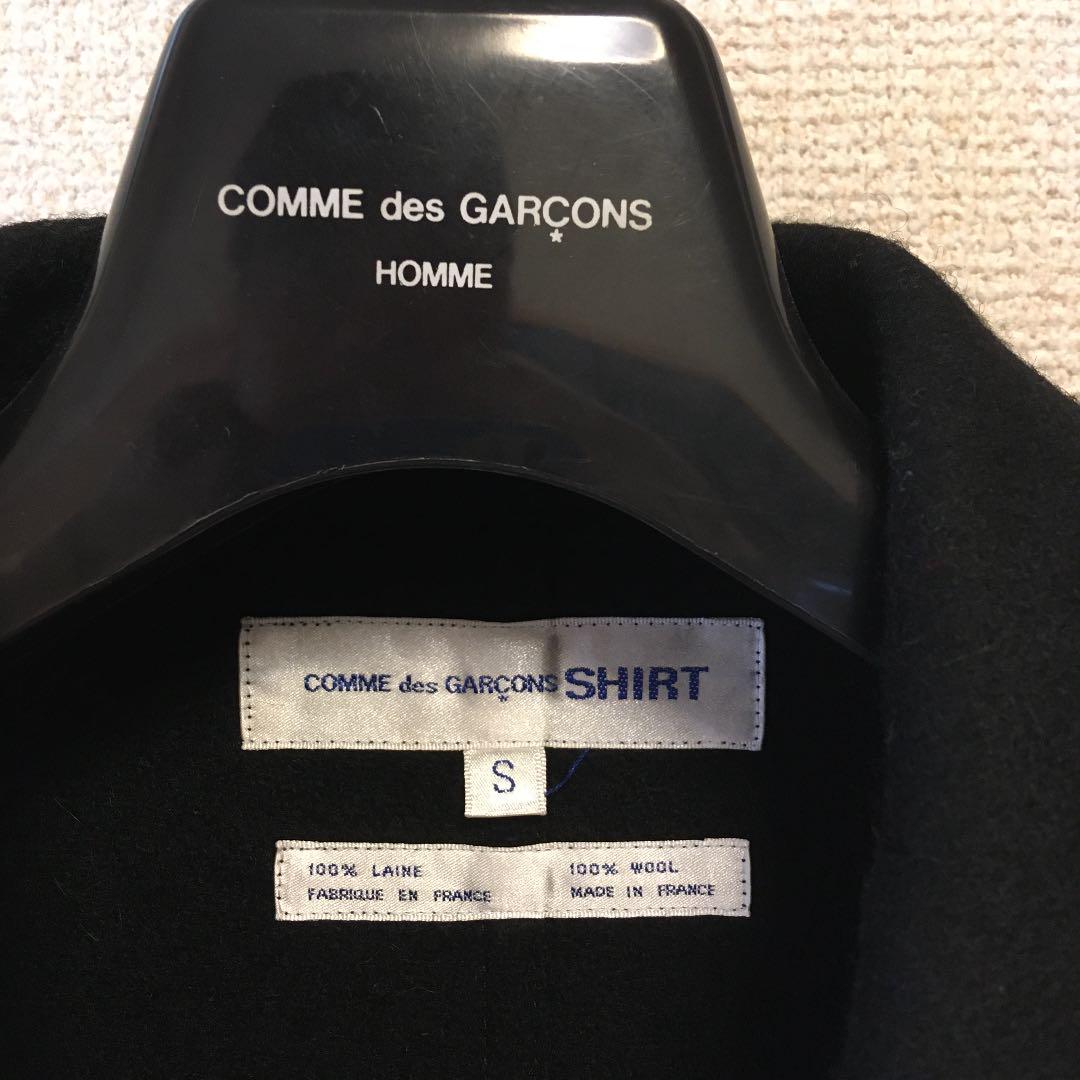 COMME des GARÇONS
*
HOMME
COMME des GARÇONS SHIRT
*
S
100% LAINE
FABRIQUE EN FRANCE
100% WOOL
MADE IN FRANCE